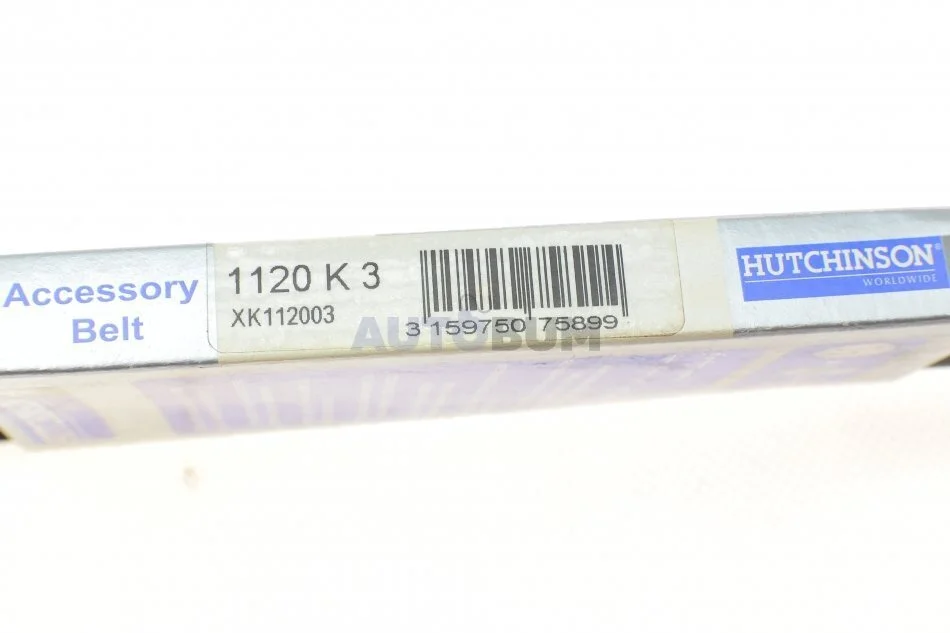 Accessory
Belt
1120 K 3
XK112003
3 159750 75899
AUTOBUM
HUTCHINSON®
WORLDWIDE